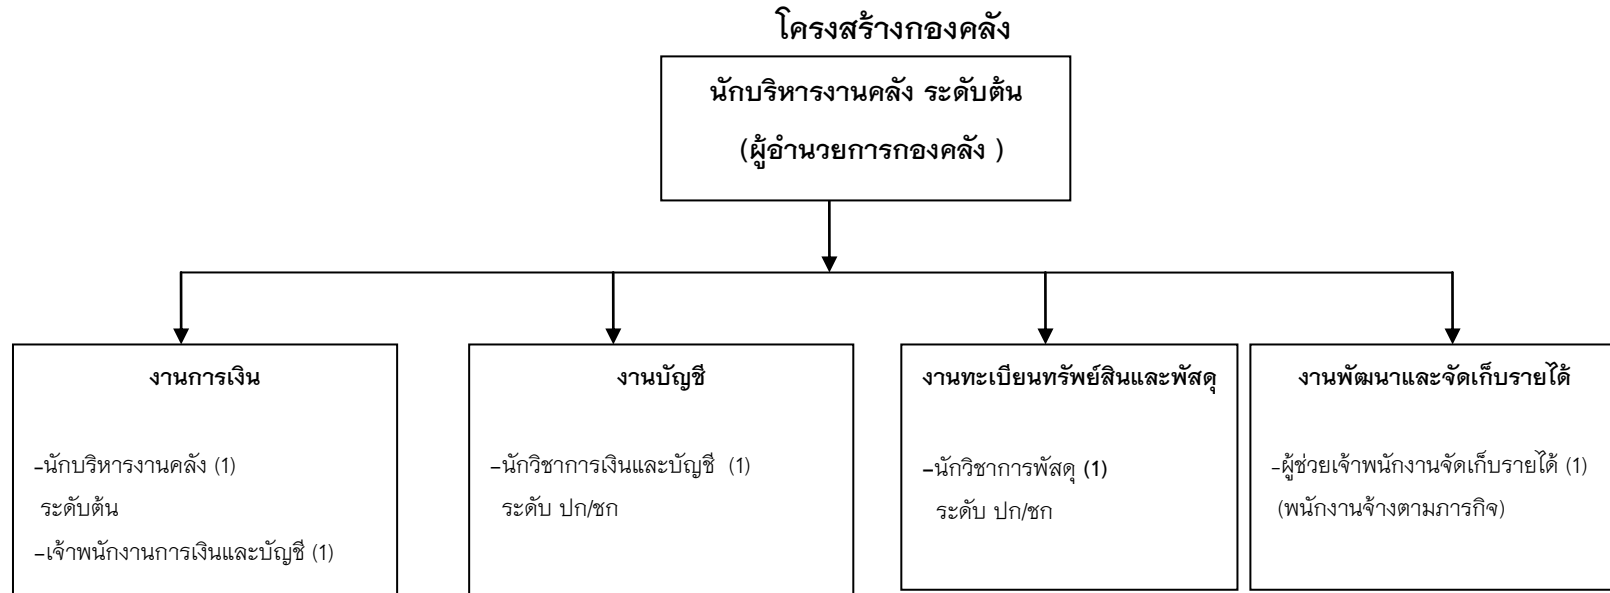 โครงสร้างกองคลัง
นักบริหารงานคลัง ระดับต้น
(ผู้อำนวยการกองคลัง )
งานการเงิน
-นักบริหารงานคลัง (1)
ระดับต้น
-เจ้าพนักงานการเงินและบัญชี (1)
งานบัญชี
-นักวิชาการเงินและบัญชี (1)
ระดับ ปก/ชก
งานทะเบียนทรัพย์สินและพัสดุ
-นักวิชาการพัสดุ (1)
ระดับ ปก/ชก
งานพัฒนาและจัดเก็บรายได้
-ผู้ช่วยเจ้าพนักงานจัดเก็บรายได้ (1)
(พนักงานจ้างตามภารกิจ)